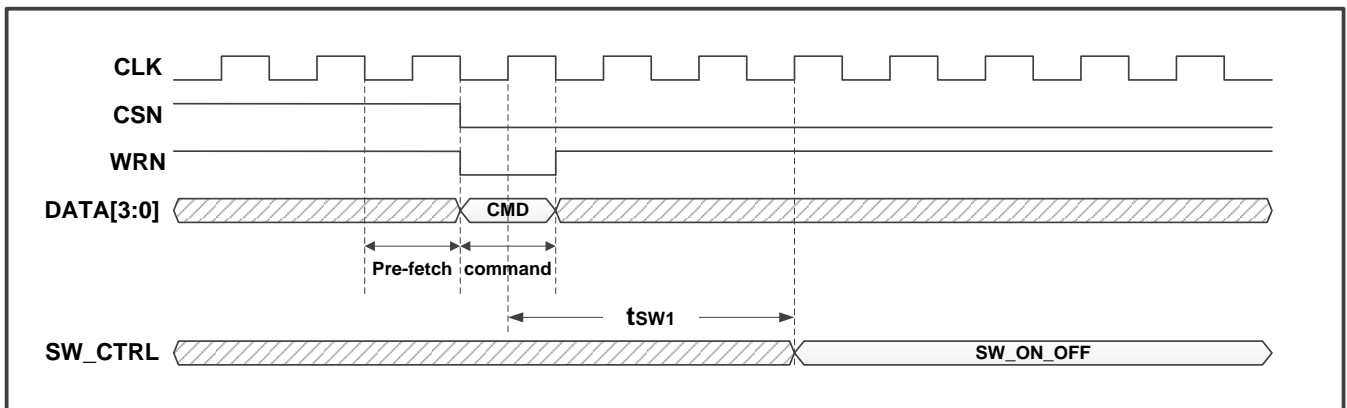 CLK
CSN
WRN
DATA[3:0]
CMD
Pre-fetch command
tSW1
SW_CTRL
SW_ON_OFF